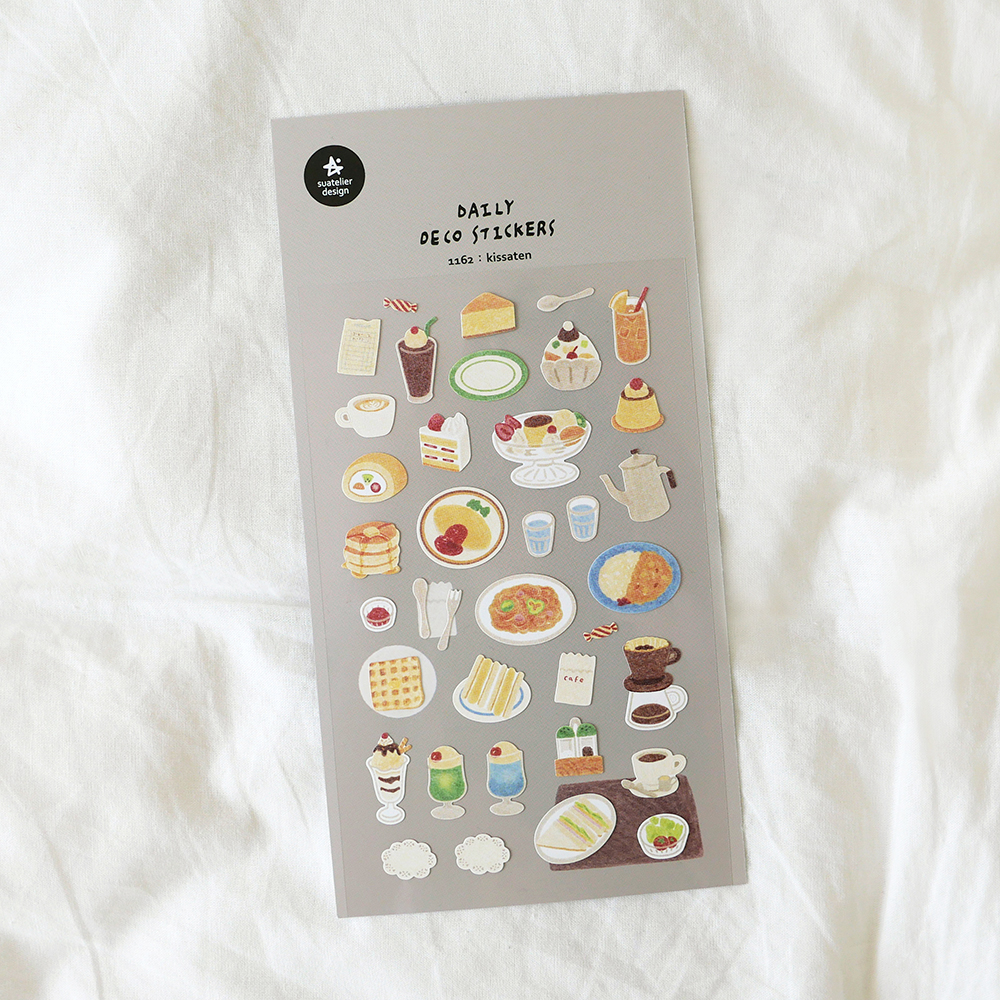 suatelier
design
DAILY
DECO STICKERS
1162 : kissaten
cafe